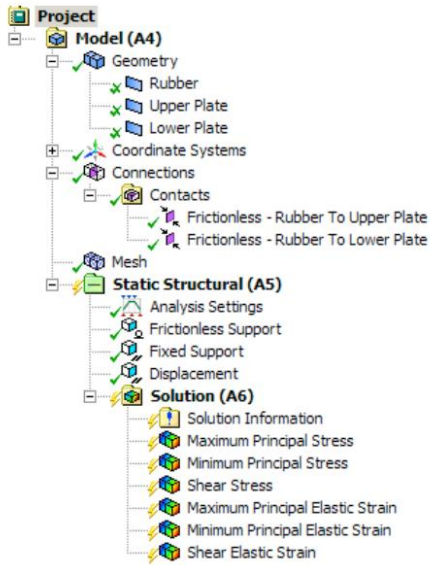 Project
Model (A4)
Geometry
Rubber
Upper Plate
Lower Plate
Coordinate Systems
Connections
Contacts
Frictionless - Rubber To Upper Plate
Frictionless - Rubber To Lower Plate
Mesh
Static Structural (A5)
Analysis Settings
Frictionless Support
Fixed Support
Displacement
Solution (A6)
Solution Information
Maximum Principal Stress
Minimum Principal Stress
Shear Stress
Maximum Principal Elastic Strain
Minimum Principal Elastic Strain
Shear Elastic Strain